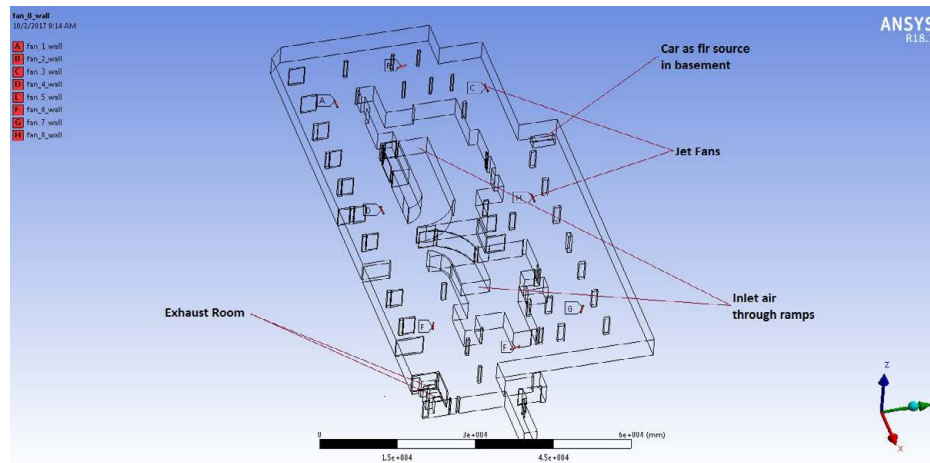 fan_8_wall
10/2/2017 9:14 AM
A fan_1_wall
B fan_2_wall
C fan_3_wall
D fan_4_wall
E fan_5_wall
F fan_6_wall
G fan_7_wall
H fan_8_wall
ANSYS
R18.
Car as fir source
in basement
Jet Fans
Inlet air
through ramps
Exhaust Room
A
B
C
D
H
G
F
F
Z
X
0
3e+004
6e+004 (mm)
1.5e+004
4.5e+004